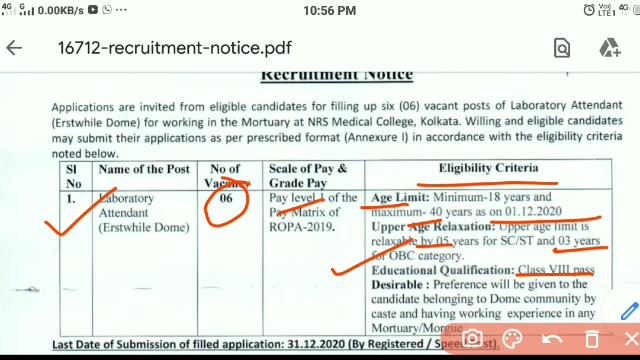 4G G 0.00KB/s
10:56 PM
LTE1 4G
16712-recruitment-notice.pdf
Recruitment Notice
Applications are invited from eligible candidates for filling up six (06) vacant posts of Laboratory Attendant
(Erstwhile Dome) for working in the Mortuary at NRS Medical College, Kolkata. Willing and eligible candidates
may submit their applications as per prescribed format (Annexure I) in accordance with the eligibility criteria
noted below.
Sl No
Name of the Post
No of Vacancy
Scale of Pay & Grade Pay
Eligibility Criteria
1.
Laboratory
Attendant
(Erstwhile Dome)
06
Pay level 1 of the
Pay Matrix of
ROPA-2019.
Age Limit: Minimum-18 years and
maximum- 40 years as on 01.12.2020
Upper Age Relaxation: Upper age limit is
relaxable by 05 years for SC/ST and 03 years
for OBC category.
Educational Qualification: Class VIII pass
Desirable : Preference will be given to the
candidate belonging to Dome community by
caste and having working experience in any
Mortuary/Morgue
Last Date of Submission of filled application: 31.12.2020 (By Registered / Speed